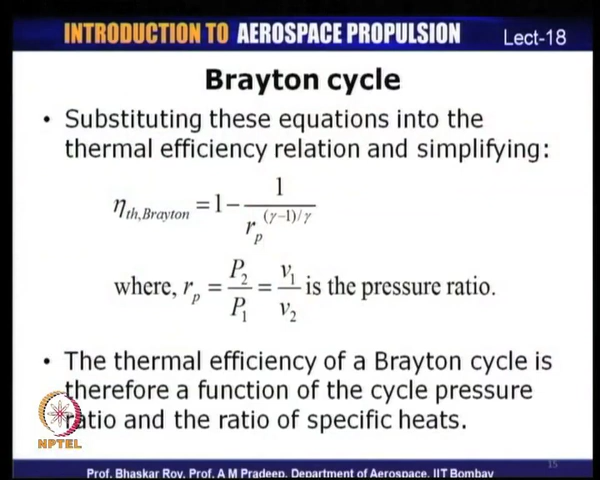 INTRODUCTION TO AEROSPACE PROPULSION Lect-18
Brayton cycle
• Substituting these equations into the
thermal efficiency relation and simplifying:
η_th,Brayton = 1 − 1 / r_p^(γ−1)/γ
where, r_p = P_2 / P_1 = v_1 / v_2 is the pressure ratio.
• The thermal efficiency of a Brayton cycle is
therefore a function of the cycle pressure
ratio and the ratio of specific heats.
NPTEL
15
Prof. Bhaskar Roy, Prof. A M Pradeep, Department of Aerospace, IIT Bombay